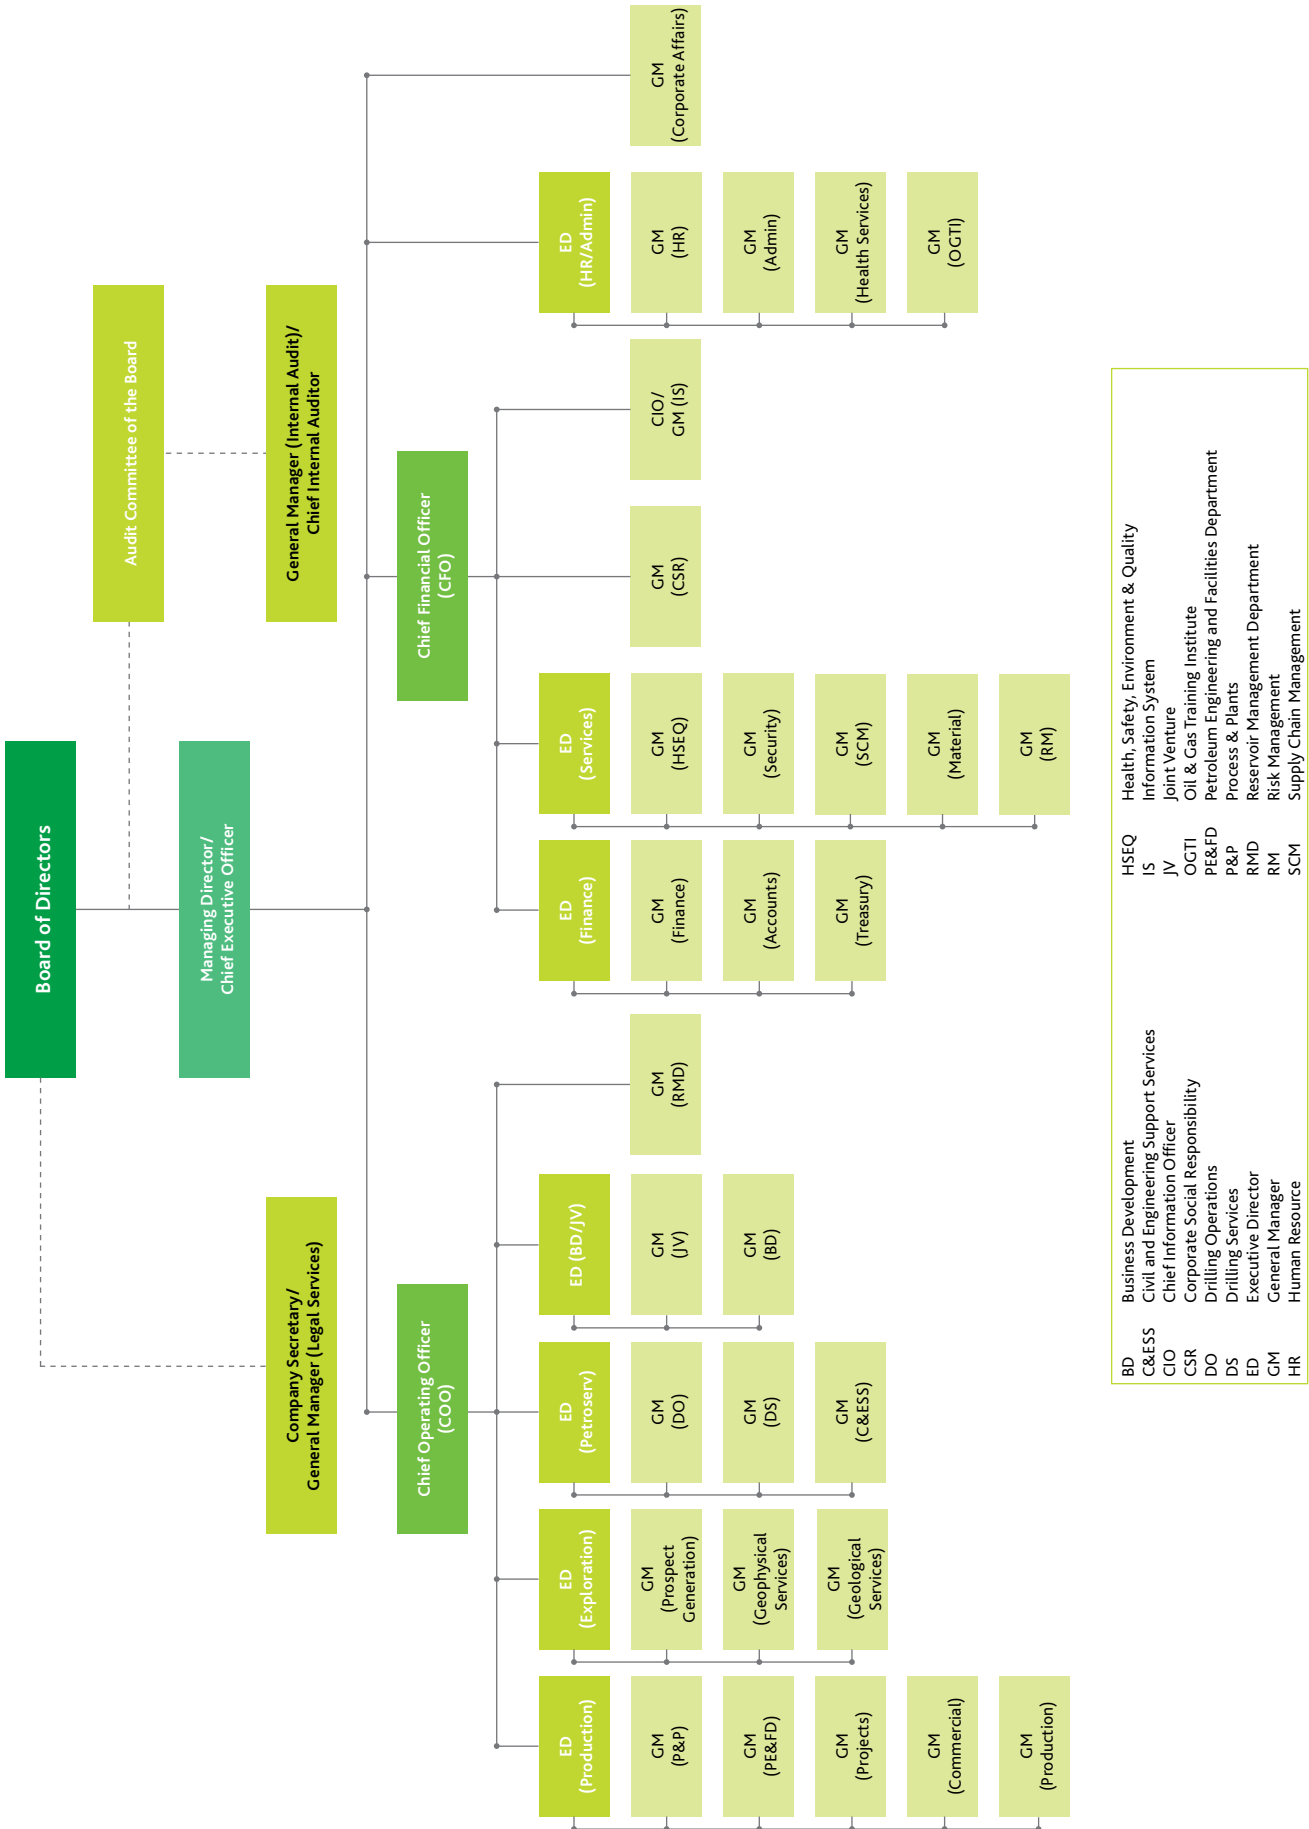 Board of Directors
Audit Committee of the Board
Managing Director/
Chief Executive Officer
Company Secretary/
General Manager (Legal Services)
General Manager (Internal Audit)/
Chief Internal Auditor
Chief Operating Officer
(COO)
Chief Financial Officer
(CFO)
ED
(Production)
GM
(P&P)
GM
(PE&FD)
GM
(Projects)
GM
(Commercial)
GM
(Production)
ED
(Exploration)
GM
(Prospect
Generation)
GM
(Geophysical
Services)
GM
(Geological
Services)
ED
(Petroserv)
GM
(DO)
GM
(DS)
GM
(C&ESS)
ED (BD/JV)
GM
(JV)
GM
(BD)
GM
(RMD)
ED
(Finance)
GM
(Finance)
GM
(Accounts)
GM
(Treasury)
ED
(Services)
GM
(HSEQ)
GM
(Security)
GM
(SCM)
GM
(Material)
GM
(RM)
GM
(CSR)
CIO/
GM (IS)
ED
(HR/Admin)
GM
(HR)
GM
(Admin)
GM
(Health Services)
GM
(OGTI)
GM
(Corporate Affairs)
BD Business Development
C&ESS Civil and Engineering Support Services
CIO Chief Information Officer
CSR Corporate Social Responsibility
DO Drilling Operations
DS Drilling Services
ED Executive Director
GM General Manager
HR Human Resource
HSEQ Health, Safety, Environment & Quality
IS Information System
JV Joint Venture
OGTI Oil & Gas Training Institute
PE&FD Petroleum Engineering and Facilities Department
P&P Process & Plants
RMD Reservoir Management Department
RM Risk Management
SCM Supply Chain Management